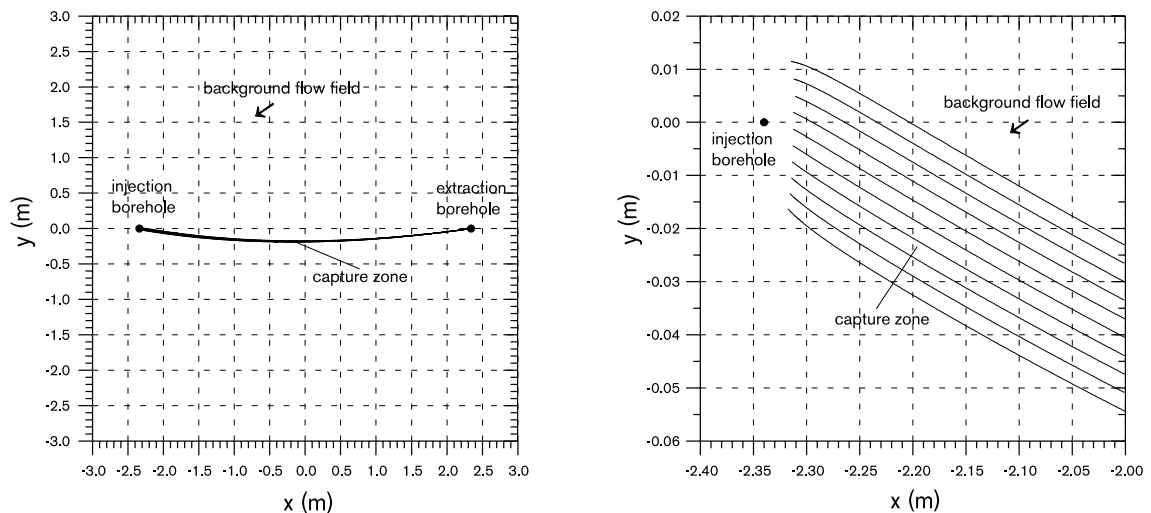 3.0
2.5
2.0
1.5
1.0
0.5
0.0
-0.5
-1.0
-1.5
-2.0
2.5
-3.0
y (m)
background flow field
injection
borehole
extraction
borehole
capture zone
-3.0 -2.5 -2.0 -1.5 -1.0 -0.5 0.0 0.5 1.0 1.5 2.0 2.5 3.0
x (m)
0.02
0.01
0.00
-0.01
-0.02
-0.03
-0.04
-0.05
-0.06
y (m)
background flow field
injection
borehole
capture zone
-2.40 -2.35 -2.30 -2.25 -2.20 -2.15 -2.10 -2.05 -2.00
x (m)